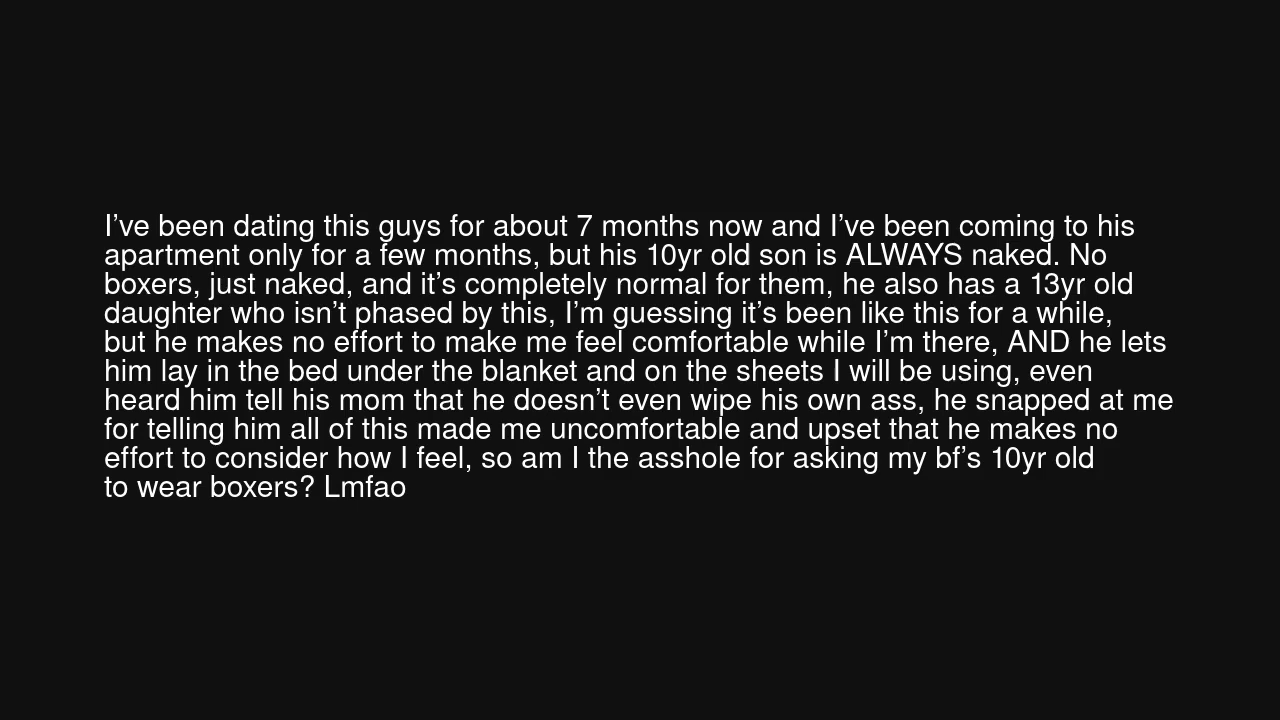 I’ve been dating this guys for about 7 months now and I’ve been coming to his
apartment only for a few months, but his 10yr old son is ALWAYS naked. No
boxers, just naked, and it’s completely normal for them, he also has a 13yr old
daughter who isn’t phased by this, I’m guessing it’s been like this for a while,
but he makes no effort to make me feel comfortable while I’m there, AND he lets
him lay in the bed under the blanket and on the sheets I will be using, even
heard him tell his mom that he doesn’t even wipe his own ass, he snapped at me
for telling him all of this made me uncomfortable and upset that he makes no
effort to consider how I feel, so am I the asshole for asking my bf’s 10yr old
to wear boxers? Lmfao